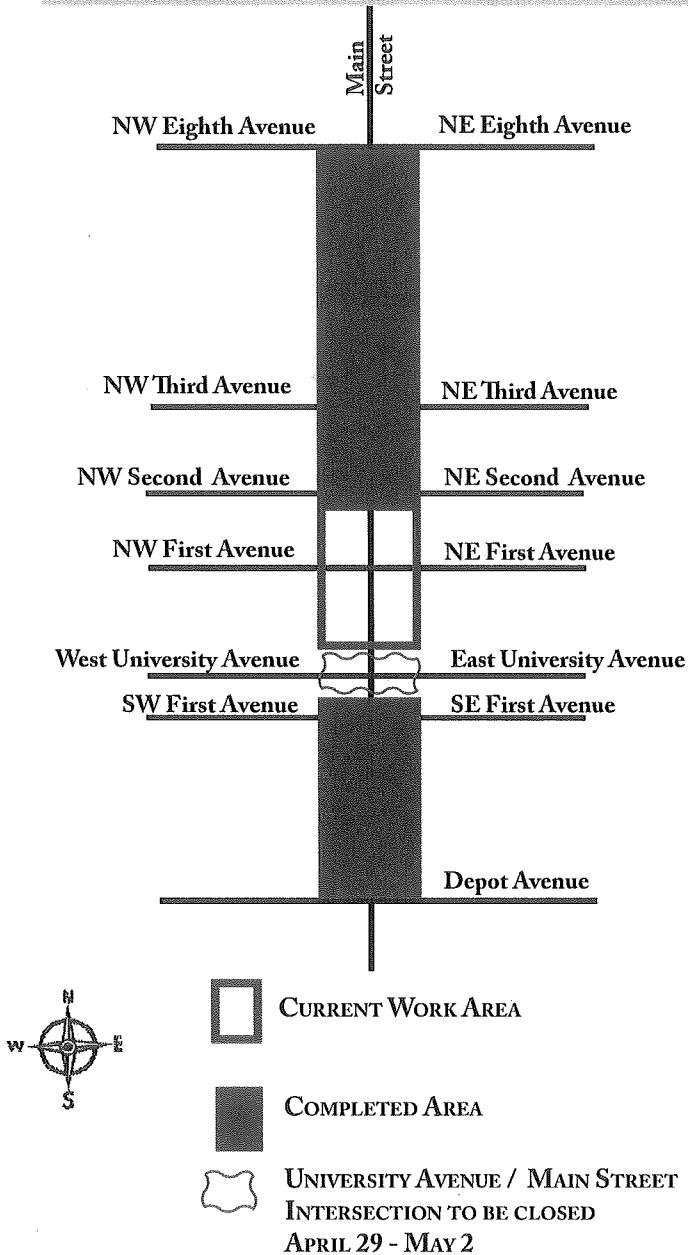 Main
Street
NW Eighth Avenue NE Eighth Avenue
NW Third Avenue NE Third Avenue
NW Second Avenue NE Second Avenue
NW First Avenue NE First Avenue
West University Avenue East University Avenue
SW First Avenue SE First Avenue
Depot Avenue
N
W E
S
CURRENT WORK AREA
COMPLETED AREA
UNIVERSITY AVENUE / MAIN STREET
INTERSECTION TO BE CLOSED
APRIL 29 - MAY 2